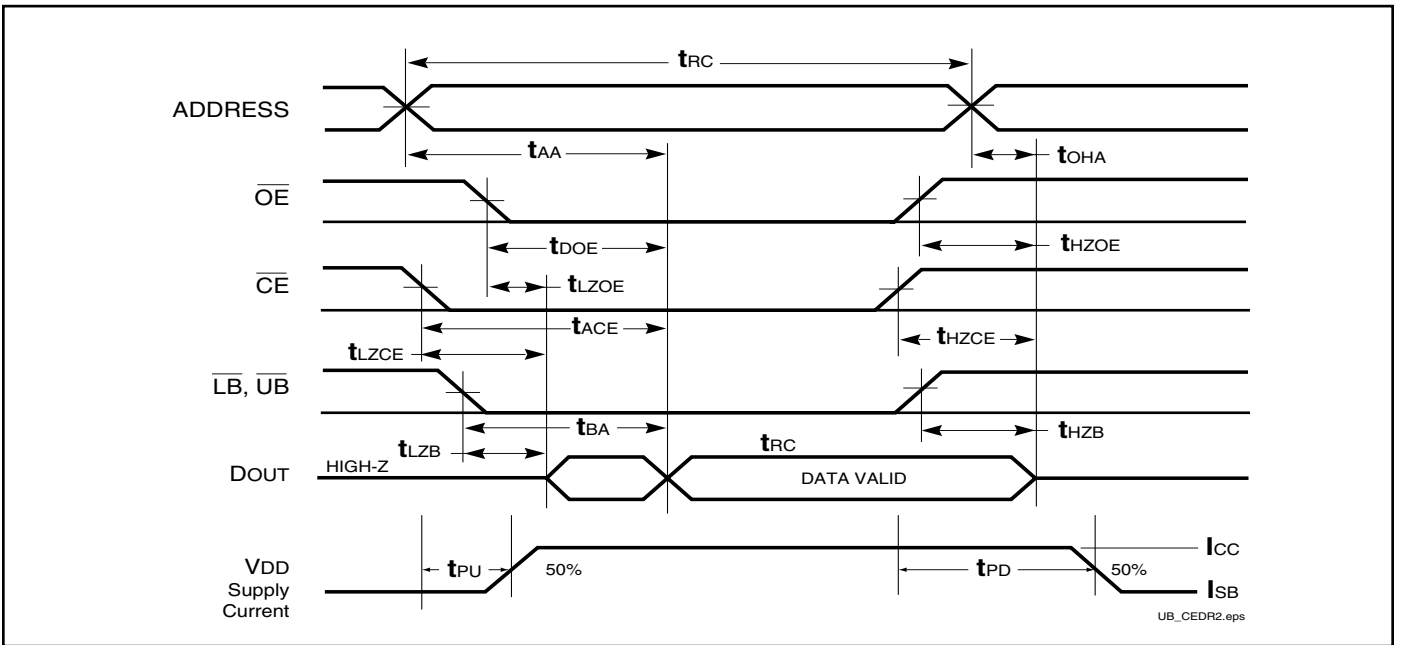 tRC
ADDRESS
tAA
tOHA
OE
tDOE
tHZOE
CE
tLZOE
tACE
tHZCE
tLZCE
LB, UB
tBA
tHZB
tLZB
tRC
HIGH-Z
DOUT
DATA VALID
ICC
VDD
tPU
50%
tPD
50%
Supply
ISB
Current
UB_CEDR2.eps